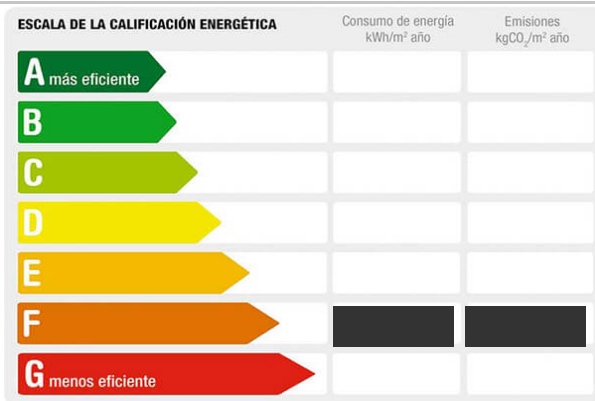 ESCALA DE LA CALIFICACIÓN ENERGÉTICA
Consumo de energía
kWh/m² año
Emisiones
kgCO₂/m² año
A más eficiente
B
C
D
E
F
G menos eficiente